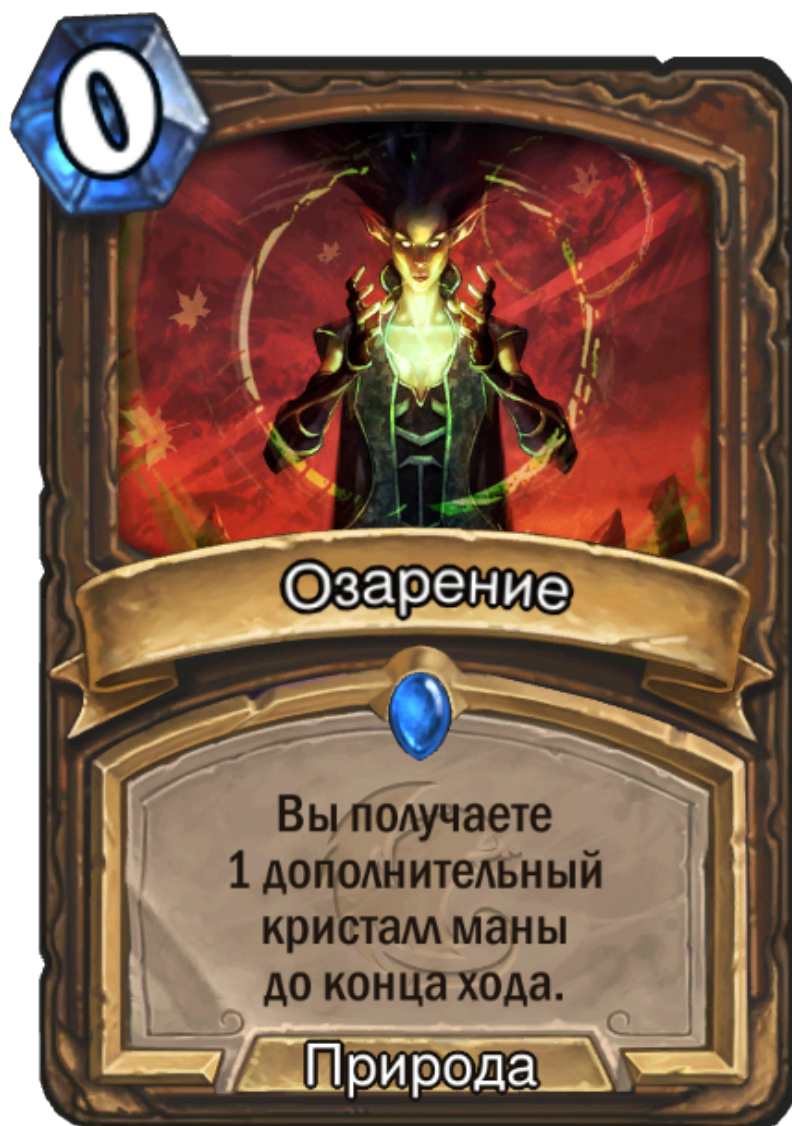 0
Озарение
Вы получаете
1 дополнительный
кристалл маны
до конца хода.
Природа